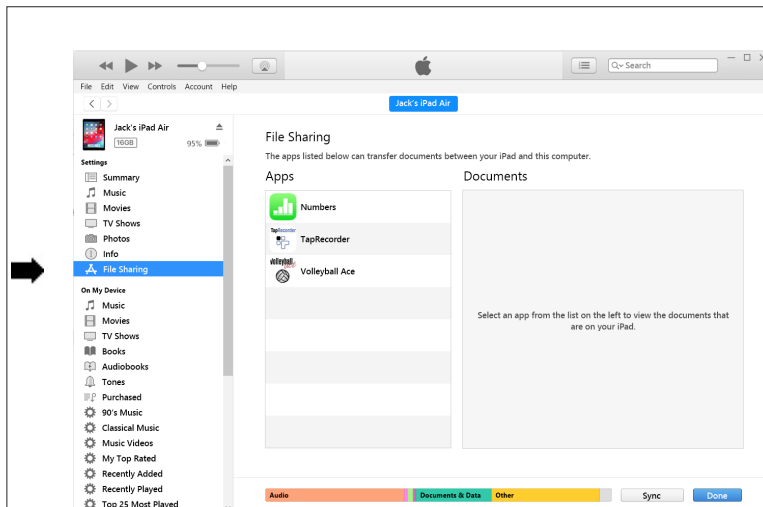 Search
File Edit View Controls Account Help
Jack's iPad Air
Jack's iPad Air
16GB 95%
Settings
Summary
Music
Movies
TV Shows
Photos
Info
File Sharing
On My Device
Music
Movies
TV Shows
Books
Audiobooks
Tones
Purchased
90's Music
Classical Music
Music Videos
My Top Rated
Recently Added
Recently Played
Top 25 Most Played
File Sharing
The apps listed below can transfer documents between your iPad and this computer.
Apps
Numbers
TapRecorder
TapRecorder
Volleyball
Volleyball Ace
Documents
Select an app from the list on the left to view the documents that
are on your iPad.
Audio Documents & Data Other
Sync Done